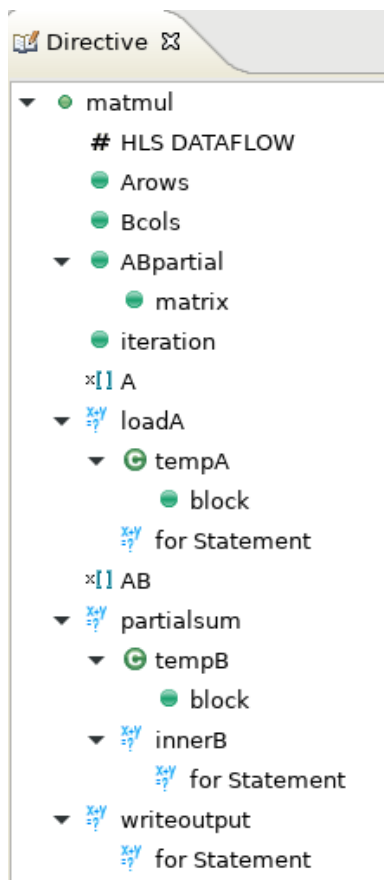 Directive
matmul
# HLS DATAFLOW
Arows
Bcols
ABpartial
matrix
iteration
x[] A
x+y=? loadA
C tempA
block
x+y=? for Statement
x[] AB
x+y=? partialsum
C tempB
block
x+y=? innerB
x+y=? for Statement
x+y=? writeoutput
x+y=? for Statement